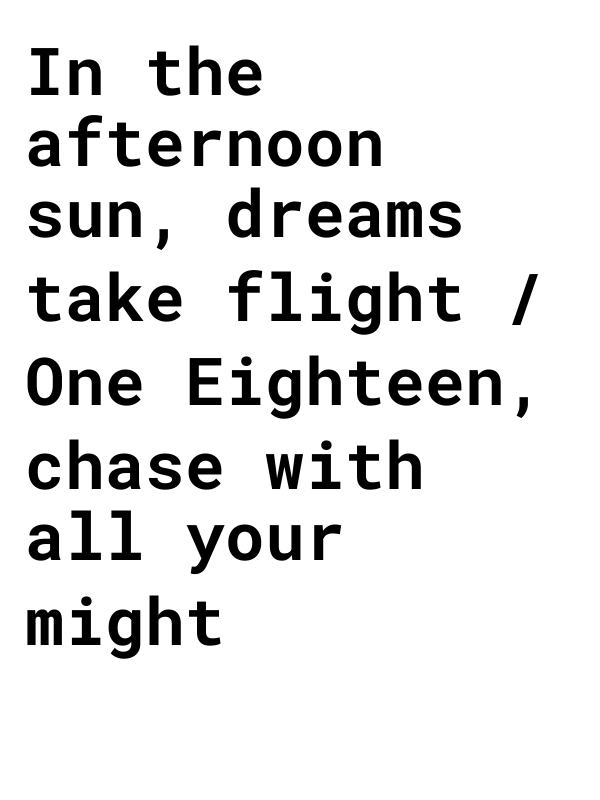 In the
afternoon
sun, dreams
take flight /
One Eighteen,
chase with
all your
might